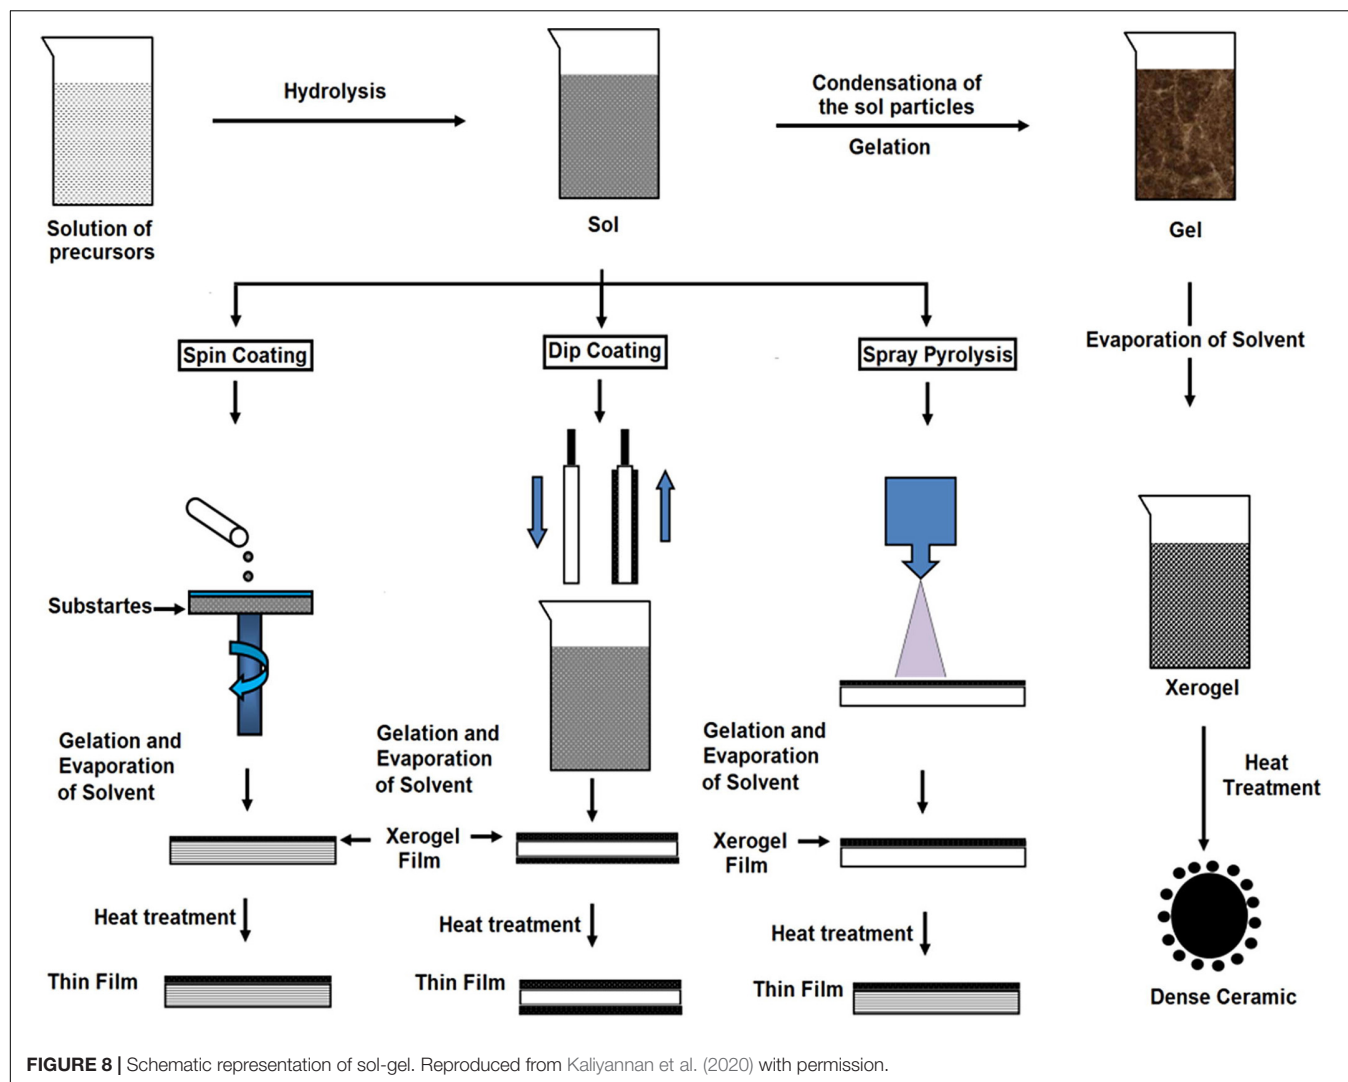 Hydrolysis
Condensationa of
the sol particles
Gelation
Solution of
precursors
Sol
Gel
Spin Coating
Dip Coating
Spray Pyrolysis
Evaporation of Solvent
Substartes
Xerogel
Gelation and
Evaporation
of Solvent
Gelation and
Evaporation
of Solvent
Gelation and
Evaporation
of Solvent
Heat
Treatment
Xerogel
Film
Xerogel
Film
Heat treatment
Heat treatment
Heat treatment
Thin Film
Thin Film
Thin Film
Dense Ceramic
FIGURE 8 | Schematic representation of sol-gel. Reproduced from Kaliyannan et al. (2020) with permission.